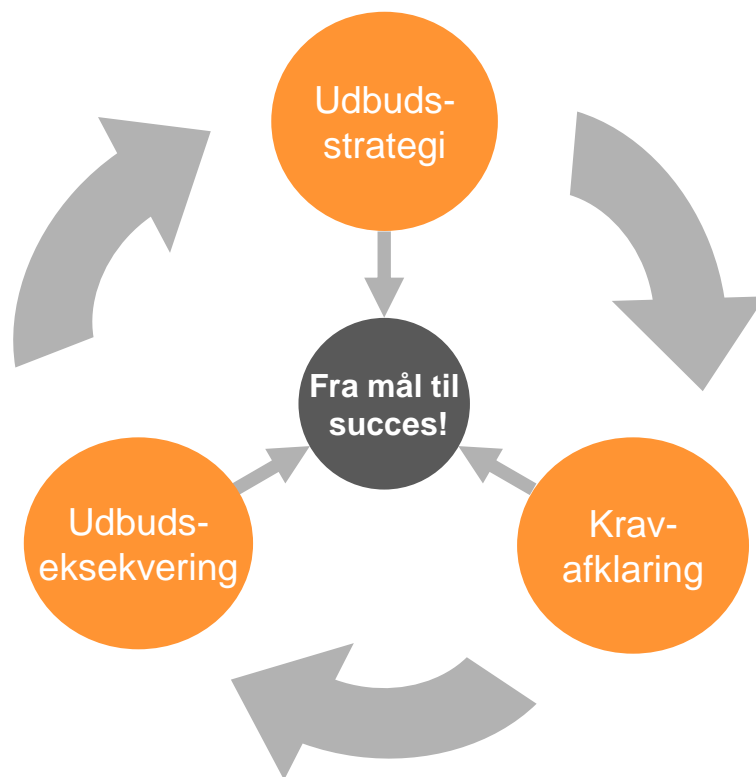 Udbuds-
strategi
Fra mål til
succes!
Udbuds-
eksekvering
Krav-
afklaring